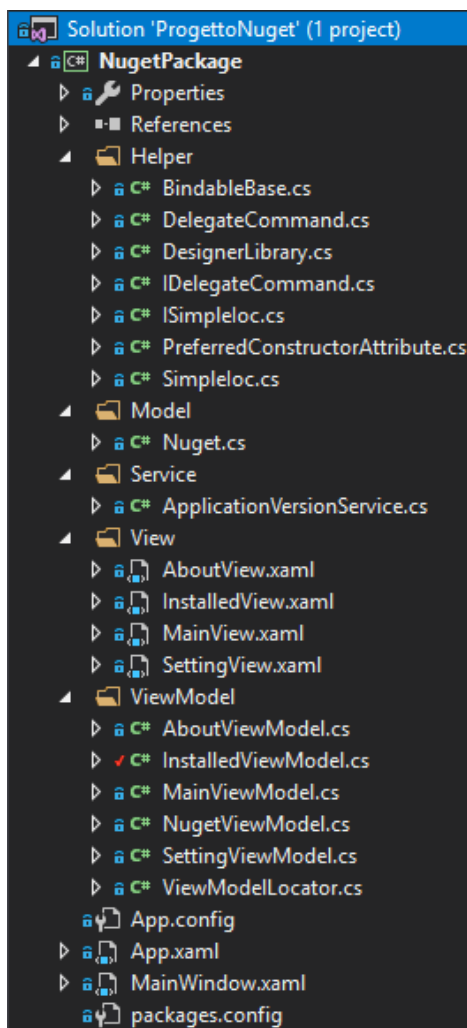 Solution 'ProgettoNuget' (1 project)
C# NugetPackage
Properties
References
Helper
C# BindableBase.cs
C# DelegateCommand.cs
C# DesignerLibrary.cs
C# IDelegateCommand.cs
C# ISimpleIoc.cs
C# PreferredConstructorAttribute.cs
C# SimpleIoc.cs
Model
C# Nuget.cs
Service
C# ApplicationVersionService.cs
View
AboutView.xaml
InstalledView.xaml
MainView.xaml
SettingView.xaml
ViewModel
C# AboutViewModel.cs
C# InstalledViewModel.cs
C# MainViewModel.cs
C# NugetViewModel.cs
C# SettingViewModel.cs
C# ViewModelLocator.cs
App.config
App.xaml
MainWindow.xaml
packages.config